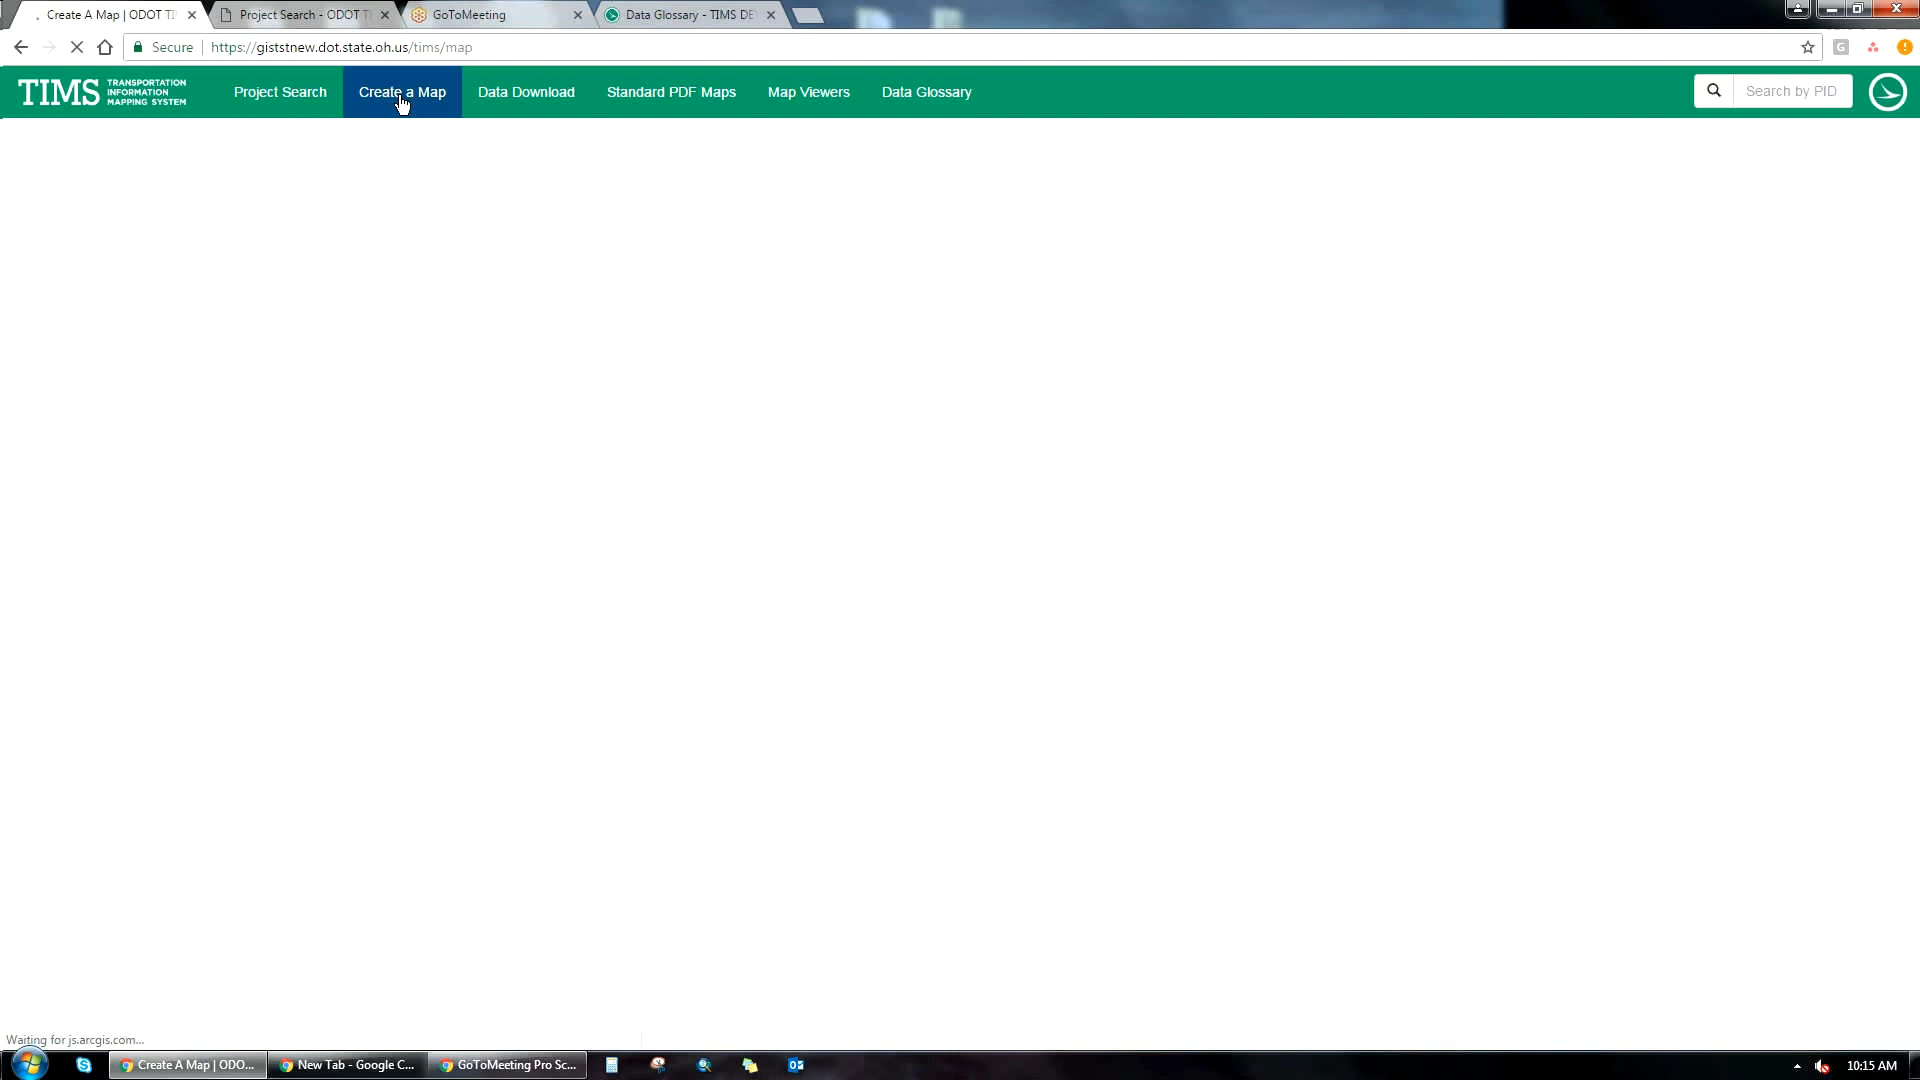 Create A Map | ODOT TI
Project Search - ODOT TI
GoToMeeting
Data Glossary - TIMS DE
Secure
https://giststnew.dot.state.oh.us/tims/map
TIMS
TRANSPORTATION
INFORMATION
MAPPING SYSTEM
Project Search
Create a Map
Data Download
Standard PDF Maps
Map Viewers
Data Glossary
Search by PID
Waiting for js.arcgis.com...
Create A Map | ODO...
New Tab - Google C...
GoToMeeting Pro Sc...
10:15 AM